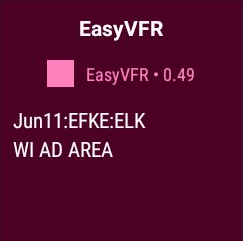 EasyVFR
EasyVFR • 0.49
Jun11:EFKE:ELK
WI AD AREA